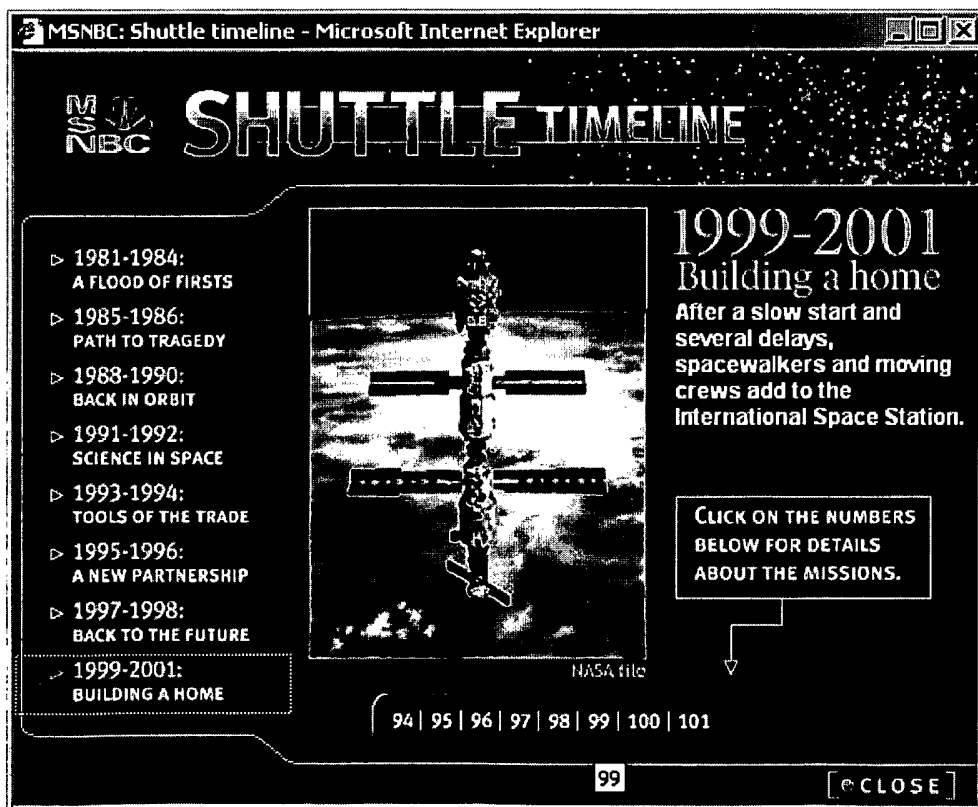 MSNBC: Shuttle timeline - Microsoft Internet Explorer
MSNBC
SHUTTLE TIMELINE
▷ 1981-1984:
A FLOOD OF FIRSTS
▷ 1985-1986:
PATH TO TRAGEDY
▷ 1988-1990:
BACK IN ORBIT
▷ 1991-1992:
SCIENCE IN SPACE
▷ 1993-1994:
TOOLS OF THE TRADE
▷ 1995-1996:
A NEW PARTNERSHIP
▷ 1997-1998:
BACK TO THE FUTURE
▷ 1999-2001:
BUILDING A HOME
NASA file
1999-2001
Building a home
After a slow start and
several delays,
spacewalkers and moving
crews add to the
International Space Station.
CLICK ON THE NUMBERS
BELOW FOR DETAILS
ABOUT THE MISSIONS.
94 | 95 | 96 | 97 | 98 | 99 | 100 | 101
99
[CLOSE]